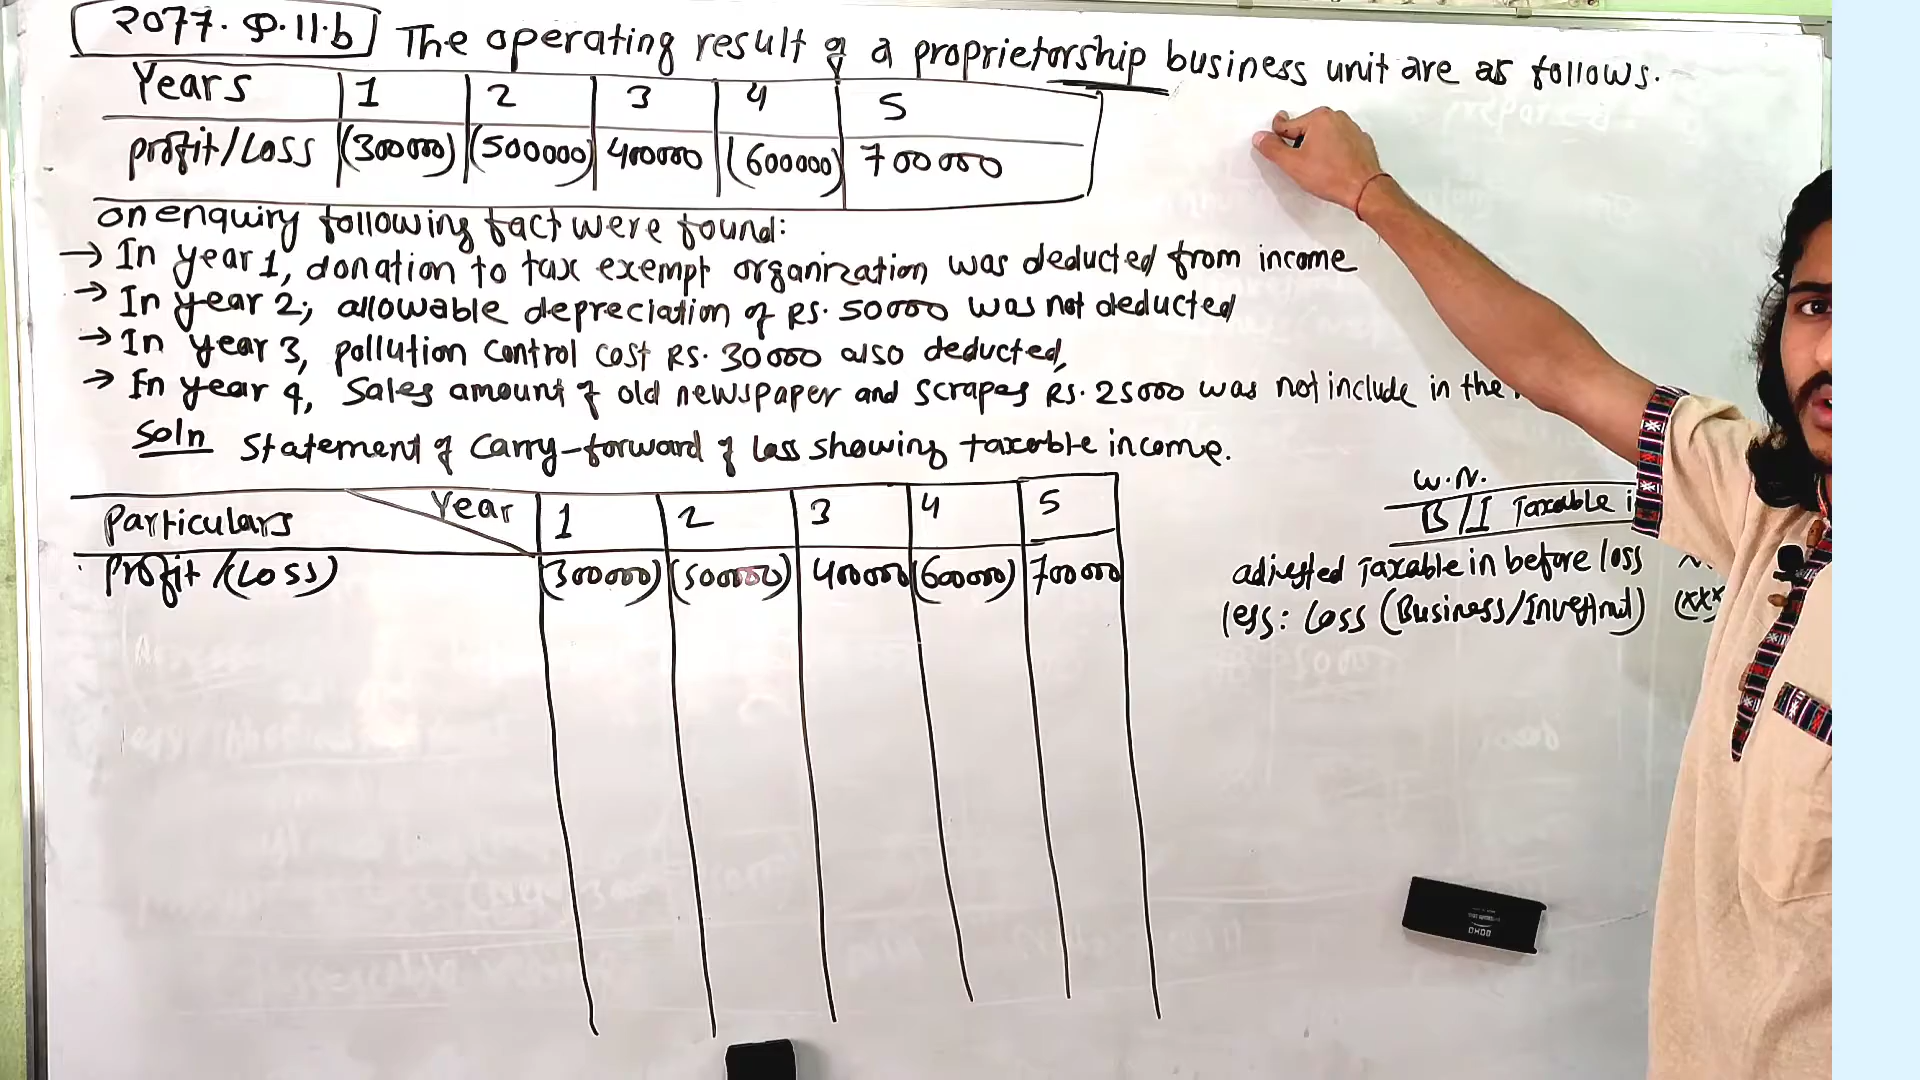 २०७७. Q.11.b The operating result of a proprietorship business unit are as follows.
Years 1 2 3 4 5
profit/Loss (300000) (500000) 400000 (600000) 700000
on enquiry following fact were found:
→ In year 1, donation to tax exempt organization was deducted from income
→ In year 2; allowable depreciation of RS. 50000 was not deducted
→ In year 3, pollution control cost RS. 30000 also deducted,
→ In year 4, Sales amount of old newspaper and scrapes RS. 25000 was not include in the
Soln Statement of Carry-forward of loss showing taxable income.
particulars Year 1 2 3 4 5
profit/(Loss) (300000) (500000) 400000 (600000) 700000
W.N.
B/I Taxable
adjested Taxable in before loss
less: Loss (Business/Investmnt) (xxx